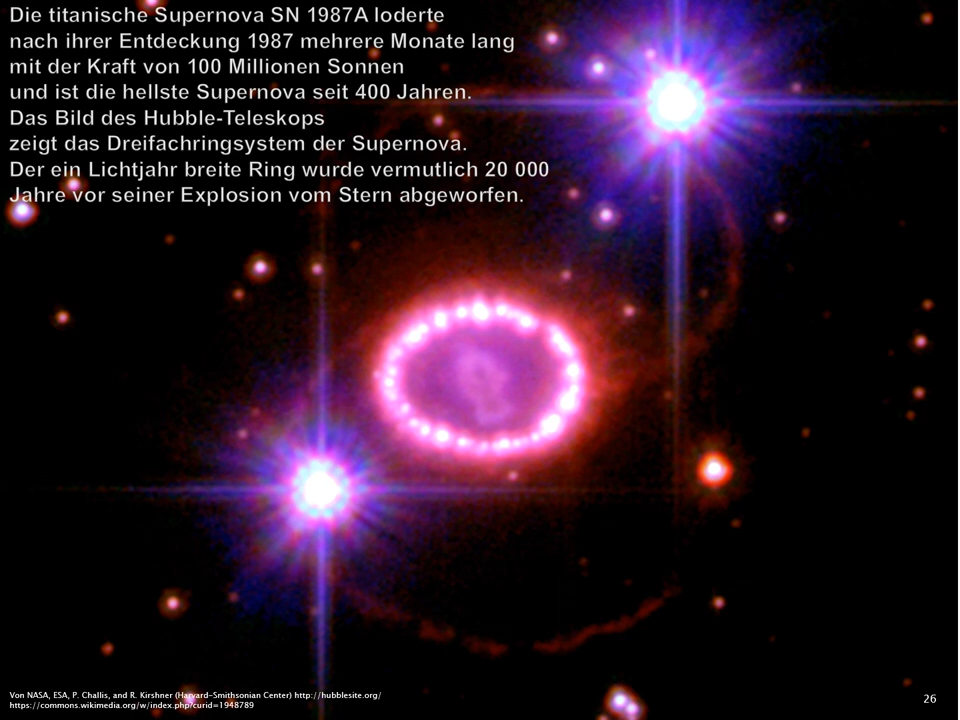 Die titanische Supernova SN 1987A loderte
nach ihrer Entdeckung 1987 mehrere Monate lang
mit der Kraft von 100 Millionen Sonnen
und ist die hellste Supernova seit 400 Jahren.
Das Bild des Hubble-Teleskops
zeigt das Dreifachringsystem der Supernova.
Der ein Lichtjahr breite Ring wurde vermutlich 20 000
Jahre vor seiner Explosion vom Stern abgeworfen.
Von NASA, ESA, P. Challis, and R. Kirshner (Harvard-Smithsonian Center) http://hubblesite.org/
https://commons.wikimedia.org/w/index.php?curid=1948789
26